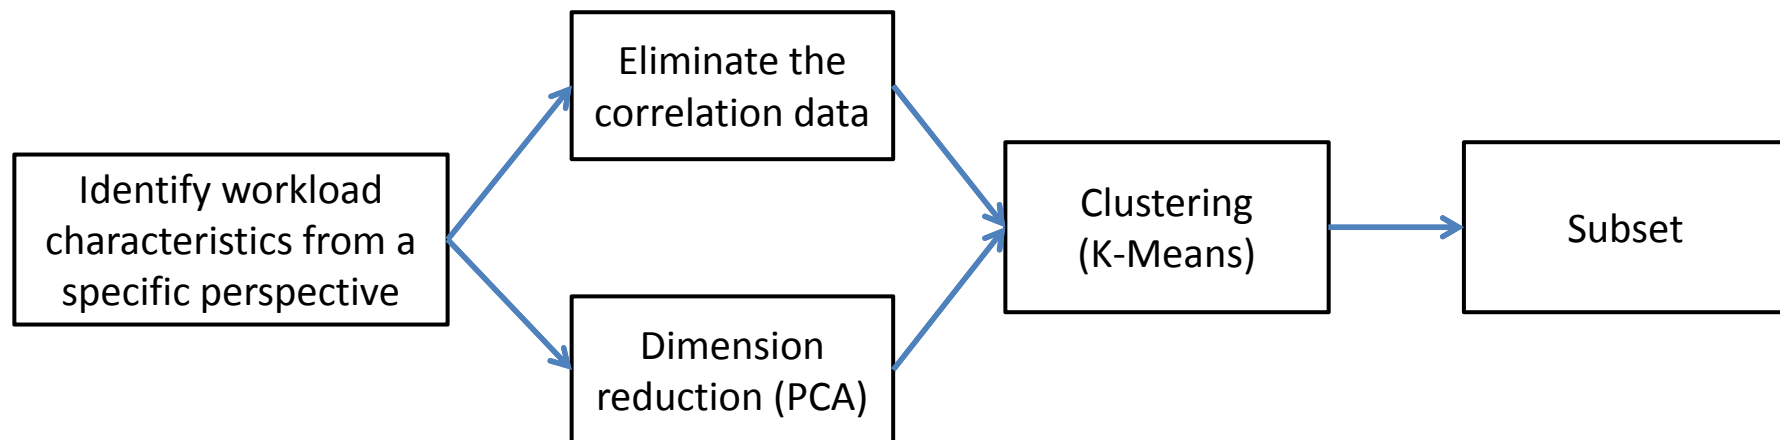 Identify workload
characteristics from a
specific perspective
Eliminate the
correlation data
Dimension
reduction (PCA)
Clustering
(K-Means)
Subset